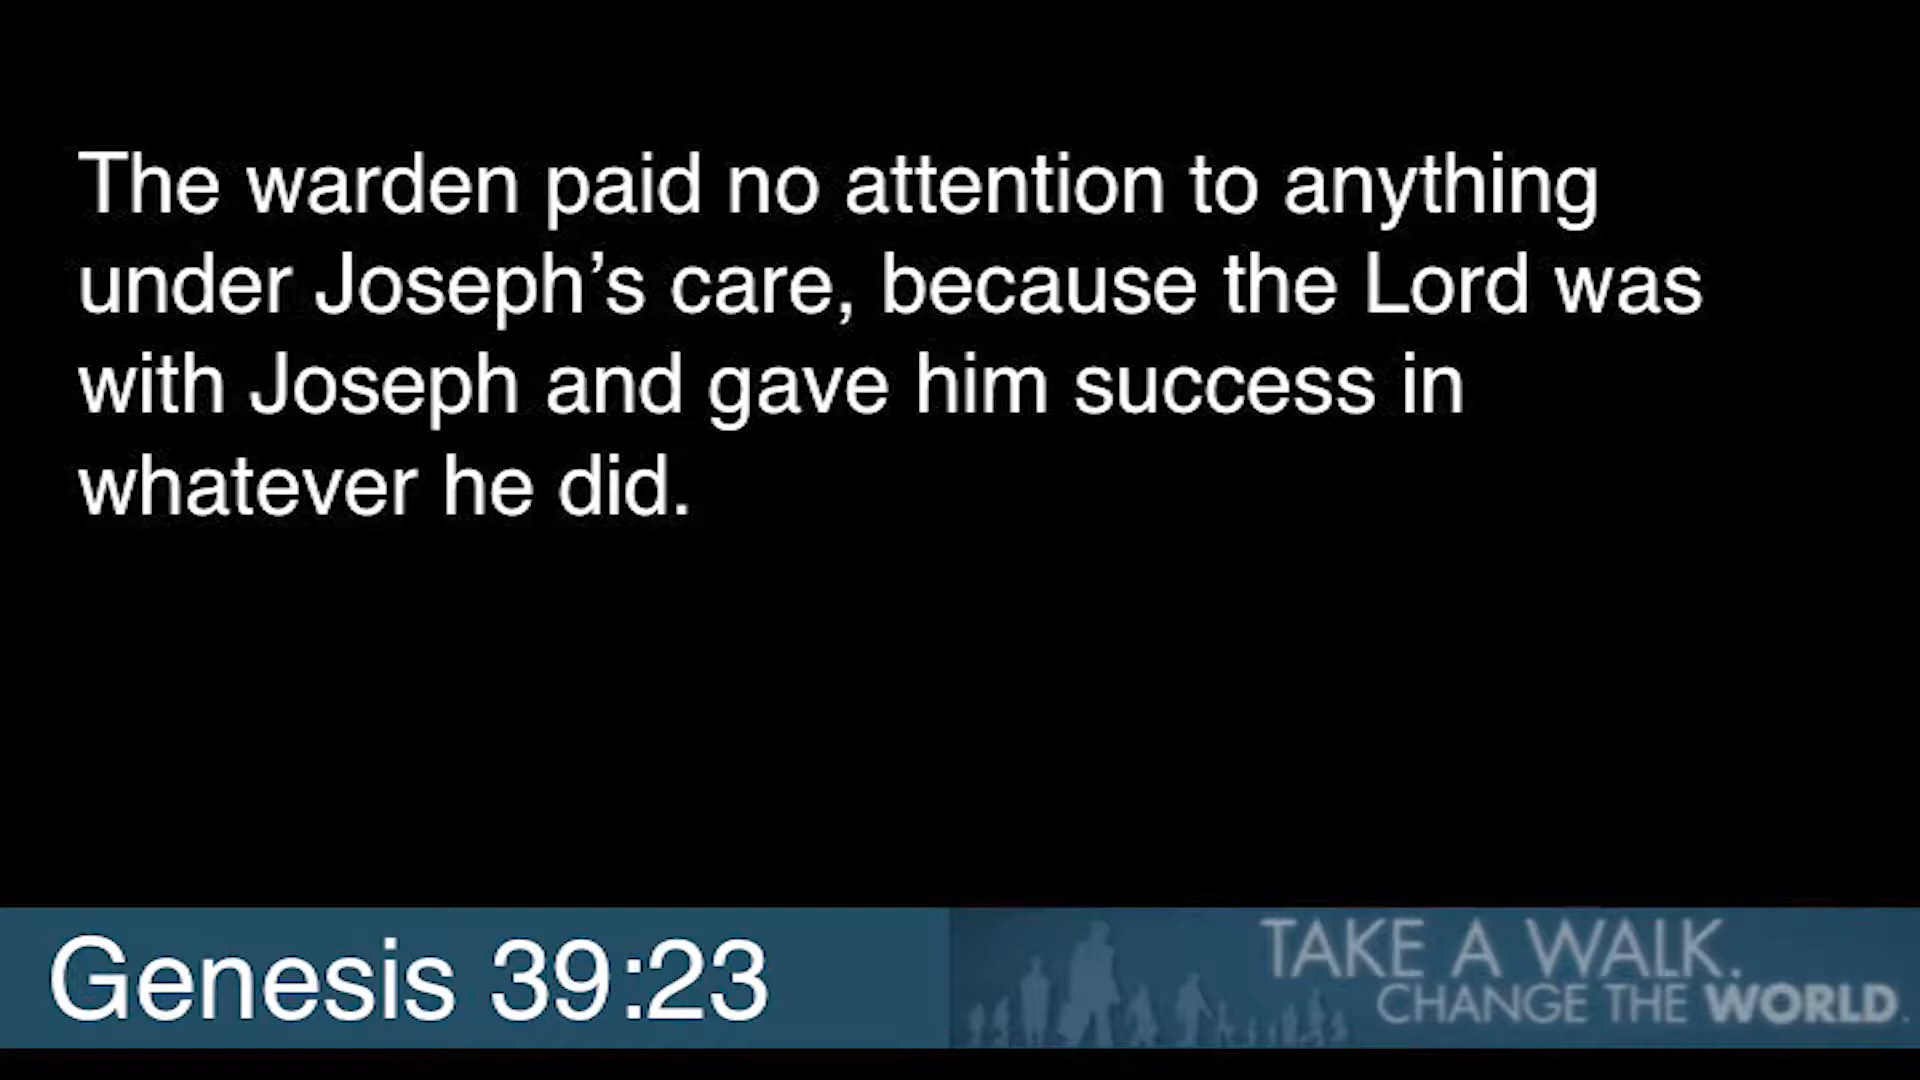 The warden paid no attention to anything
under Joseph’s care, because the Lord was
with Joseph and gave him success in
whatever he did.
Genesis 39:23
TAKE A WALK.
CHANGE THE WORLD.